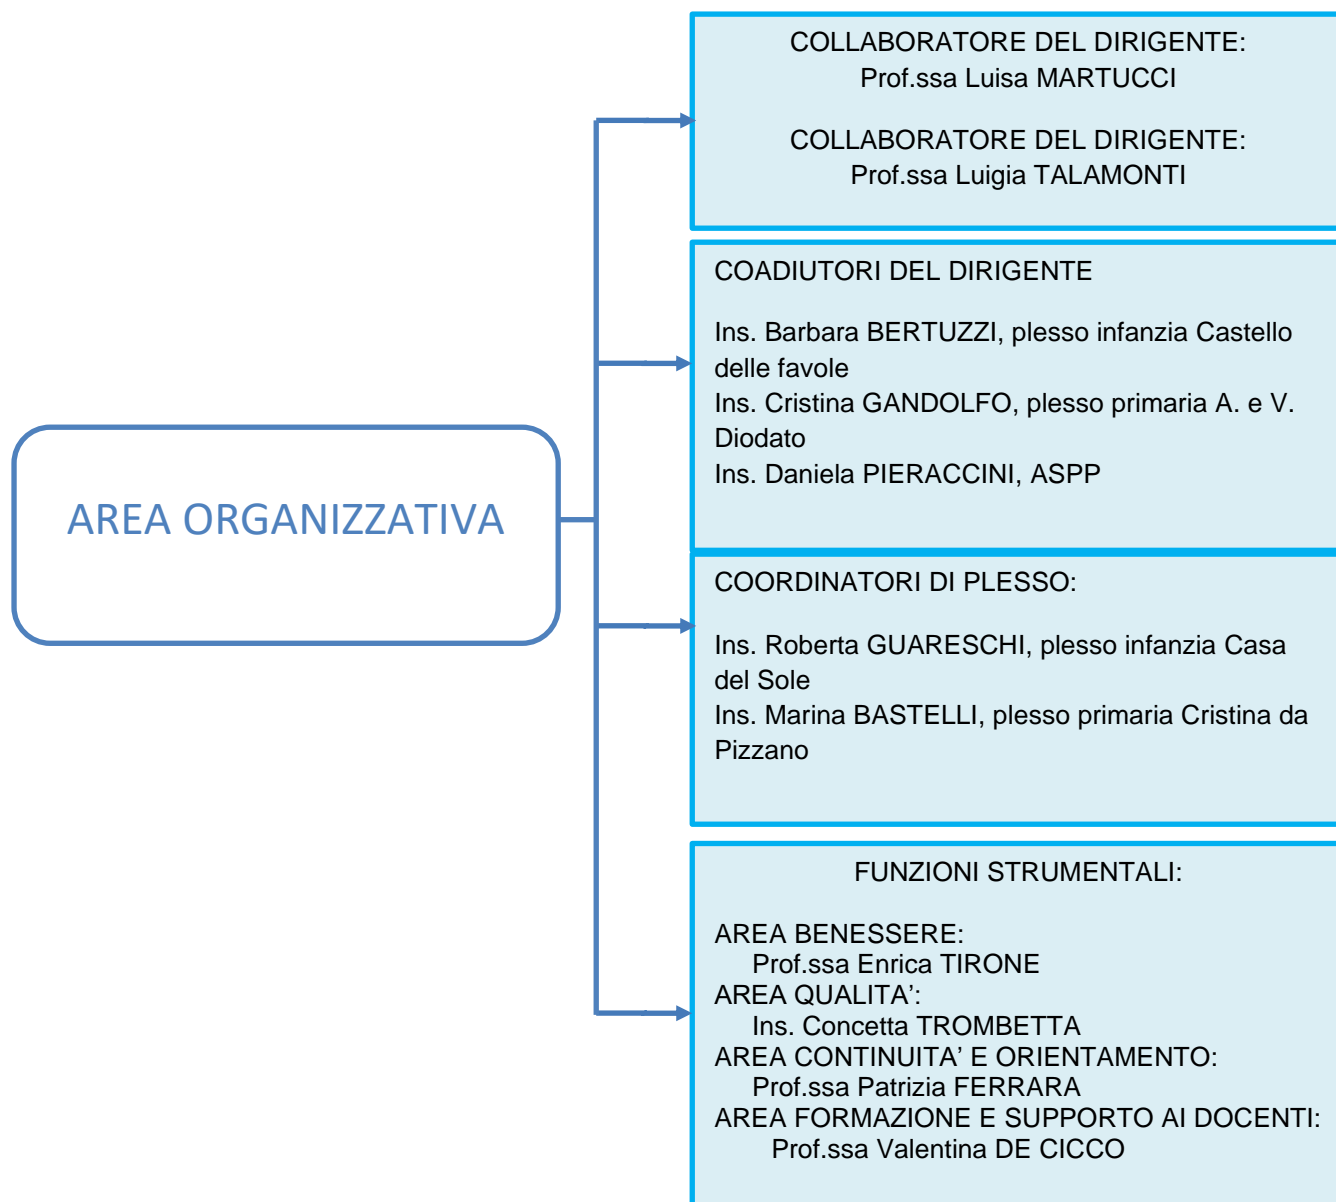 COLLABORATORE DEL DIRIGENTE:
Prof.ssa Luisa MARTUCCI
COLLABORATORE DEL DIRIGENTE:
Prof.ssa Luigia TALAMONTI
COADIUTORI DEL DIRIGENTE
Ins. Barbara BERTUZZI, plesso infanzia Castello
delle favole
Ins. Cristina GANDOLFO, plesso primaria A. e V.
Diodato
Ins. Daniela PIERACCINI, ASPP
AREA ORGANIZZATIVA
COORDINATORI DI PLESSO:
Ins. Roberta GUARESCHI, plesso infanzia Casa
del Sole
Ins. Marina BASTELLI, plesso primaria Cristina da
Pizzano
FUNZIONI STRUMENTALI:
AREA BENESSERE:
Prof.ssa Enrica TIRONE
AREA QUALITA’:
Ins. Concetta TROMBETTA
AREA CONTINUITA’ E ORIENTAMENTO:
Prof.ssa Patrizia FERRARA
AREA FORMAZIONE E SUPPORTO AI DOCENTI:
Prof.ssa Valentina DE CICCO